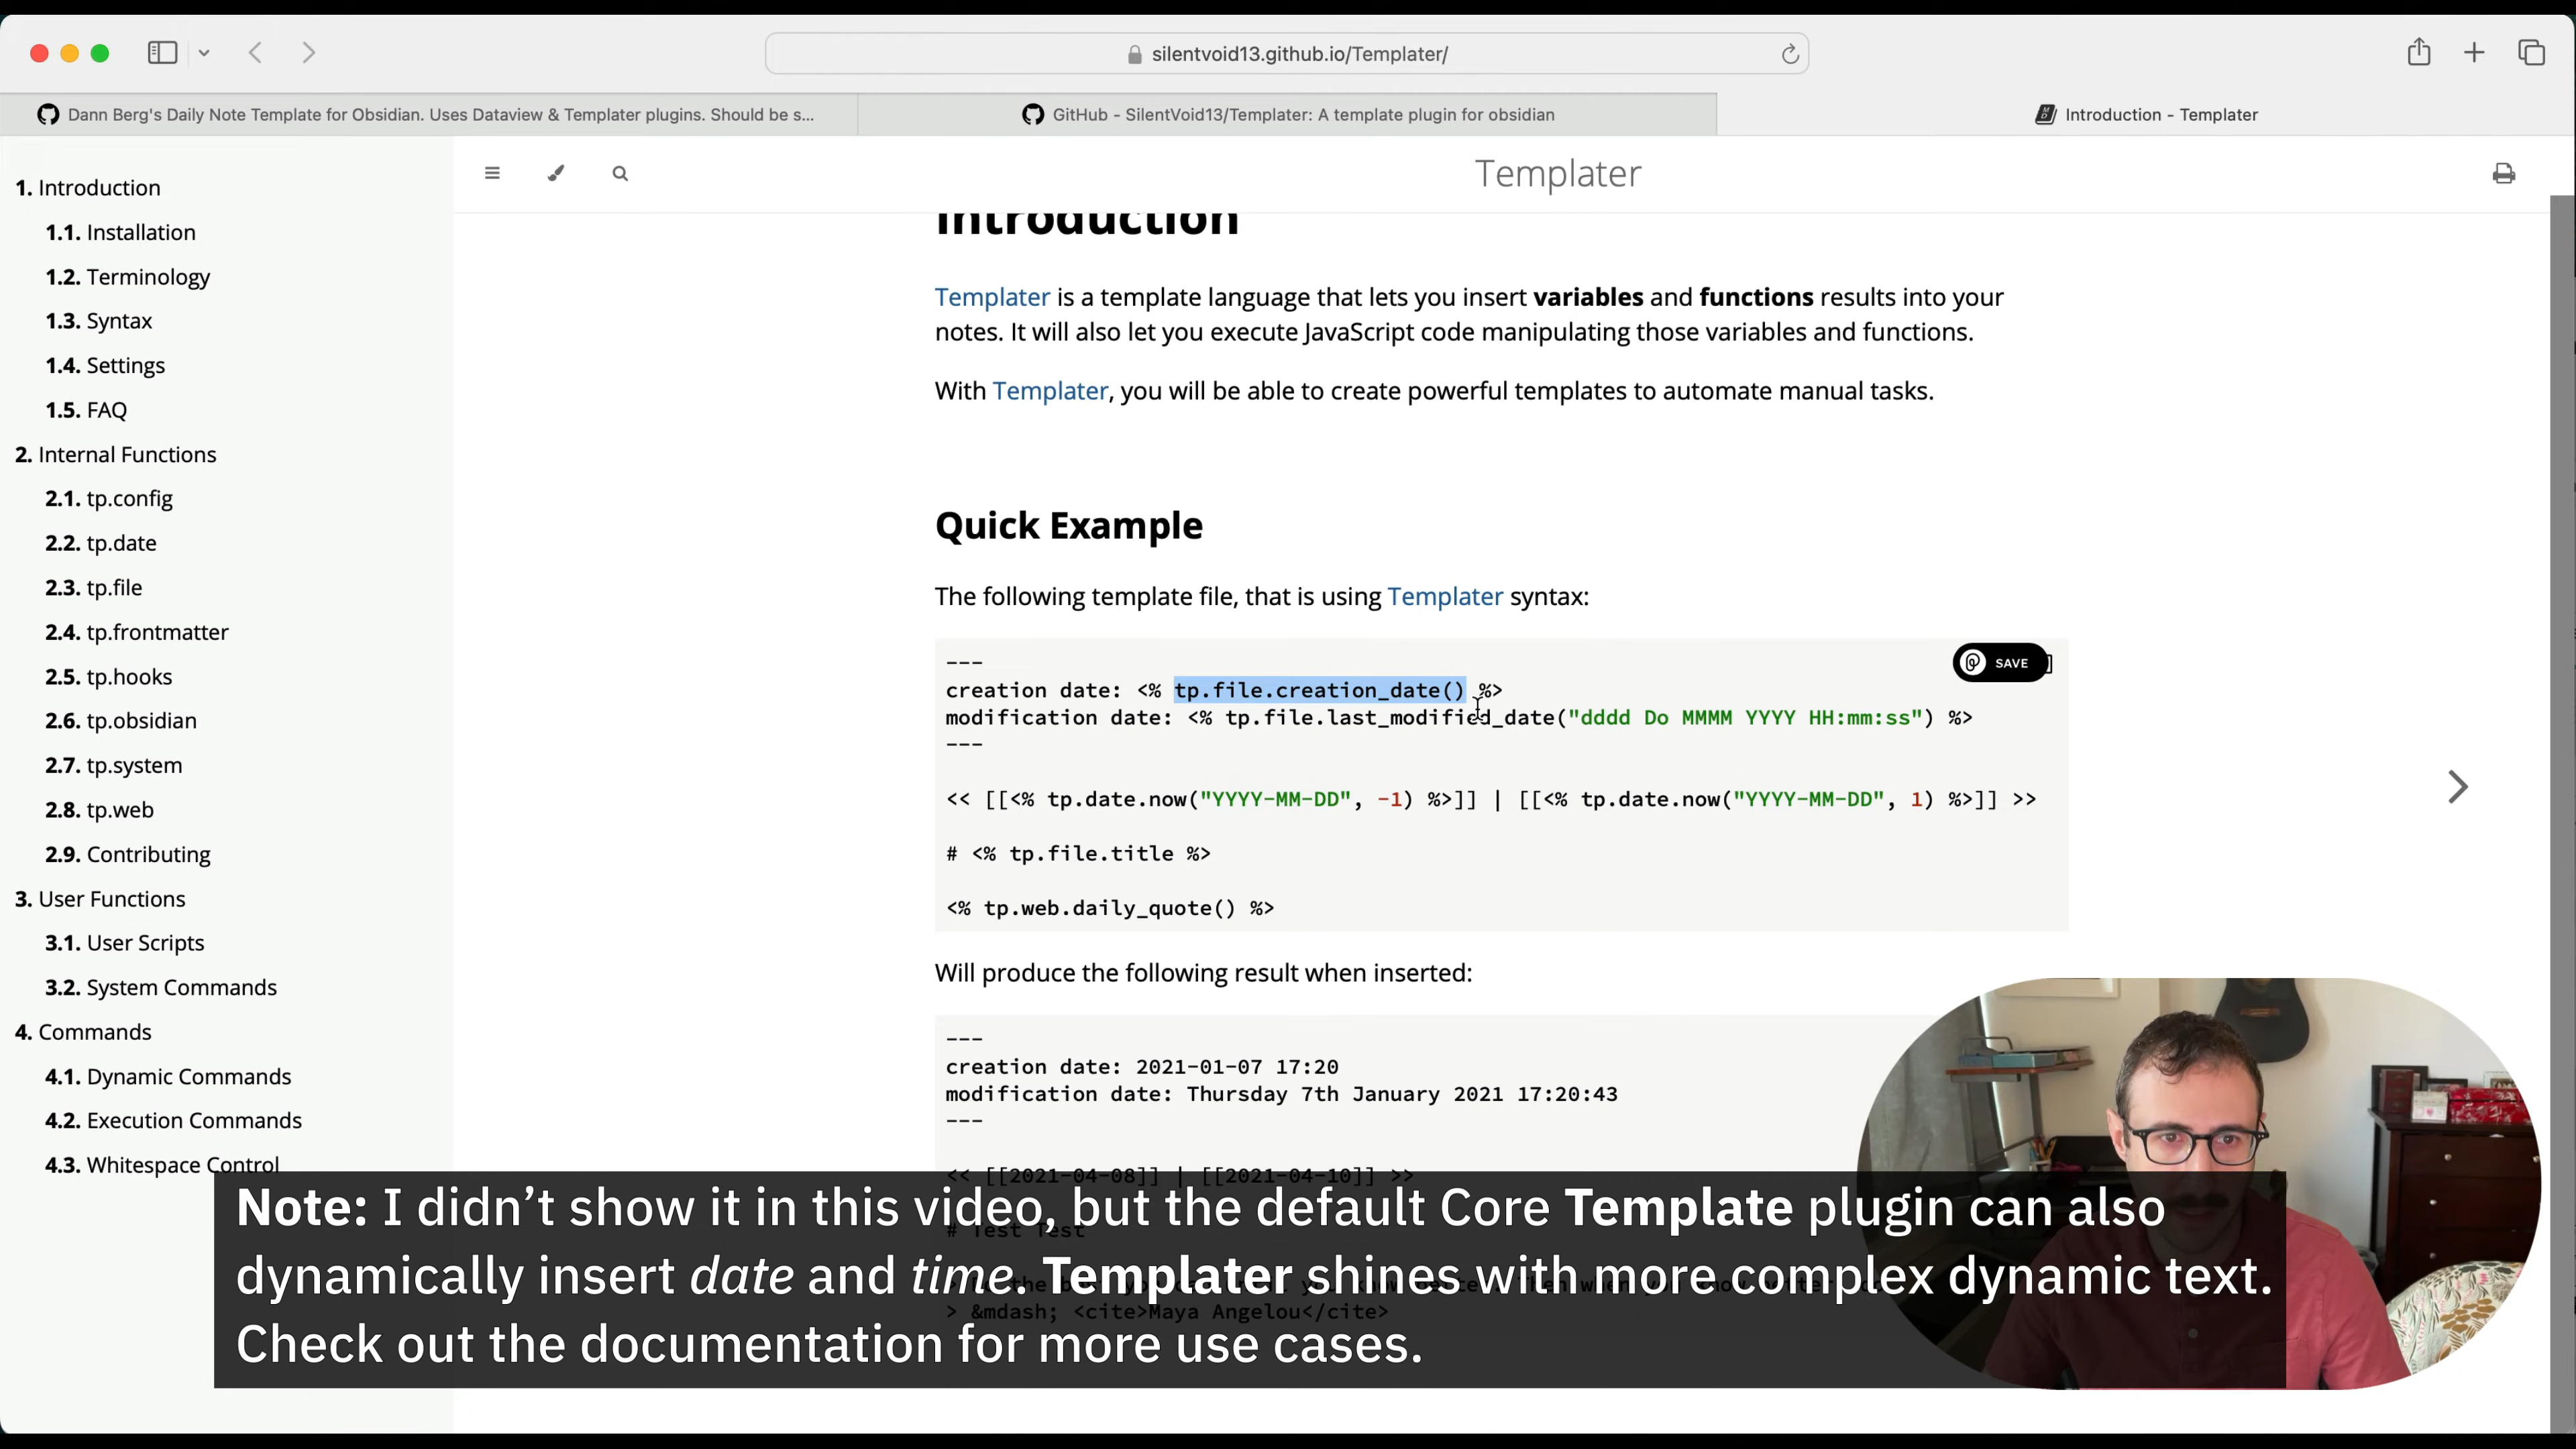 silentvoid13.github.io/Templater/
Dann Berg's Daily Note Template for Obsidian. Uses Dataview & Templater plugins. Should be s...
GitHub - SilentVoid13/Templater: A template plugin for obsidian
Introduction - Templater
1. Introduction
1.1. Installation
1.2. Terminology
1.3. Syntax
1.4. Settings
1.5. FAQ
2. Internal Functions
2.1. tp.config
2.2. tp.date
2.3. tp.file
2.4. tp.frontmatter
2.5. tp.hooks
2.6. tp.obsidian
2.7. tp.system
2.8. tp.web
2.9. Contributing
3. User Functions
3.1. User Scripts
3.2. System Commands
4. Commands
4.1. Dynamic Commands
4.2. Execution Commands
4.3. Whitespace Control
Templater
Introduction
Templater is a template language that lets you insert variables and functions results into your
notes. It will also let you execute JavaScript code manipulating those variables and functions.
With Templater, you will be able to create powerful templates to automate manual tasks.
Quick Example
The following template file, that is using Templater syntax:
SAVE
---
creation date: <% tp.file.creation_date() %>
modification date: <% tp.file.last_modified_date("dddd Do MMMM YYYY HH:mm:ss") %>
---
<< [[<% tp.date.now("YYYY-MM-DD", -1) %>]] | [[<% tp.date.now("YYYY-MM-DD", 1) %>]] >>
# <% tp.file.title %>
<% tp.web.daily_quote() %>
Will produce the following result when inserted:
---
creation date: 2021-01-07 17:20
modification date: Thursday 7th January 2021 17:20:43
---
<< [[2021-04-08]] | [[2021-04-10]] >>
# Test Test
> &mdash; <cite>Maya Angelou</cite>
Note: I didn't show it in this video, but the default Core Template plugin can also
dynamically insert date and time. Templater shines with more complex dynamic text.
Check out the documentation for more use cases.